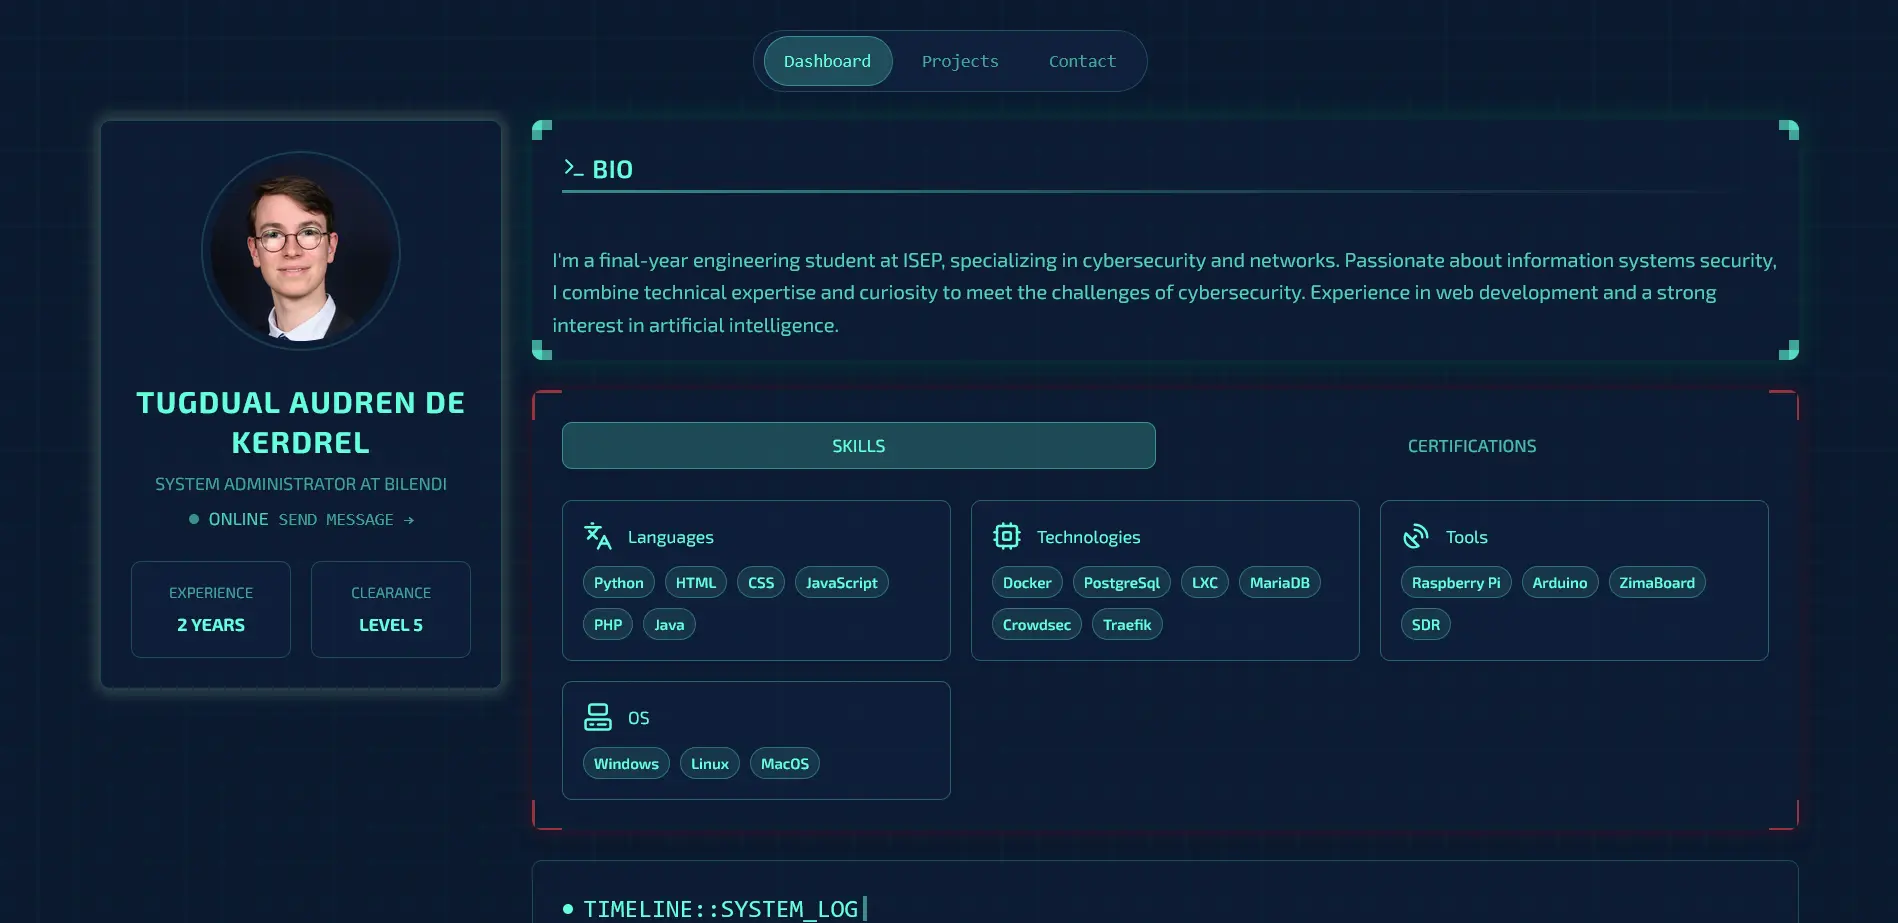 Dashboard
Projects
Contact
TUGDUAL AUDREN DE
KERDREL
SYSTEM ADMINISTRATOR AT BILENDI
ONLINE SEND MESSAGE →
EXPERIENCE
2 YEARS
CLEARANCE
LEVEL 5
BIO
I'm a final-year engineering student at ISEP, specializing in cybersecurity and networks. Passionate about information systems security,
I combine technical expertise and curiosity to meet the challenges of cybersecurity. Experience in web development and a strong
interest in artificial intelligence.
SKILLS
CERTIFICATIONS
Languages
Python HTML CSS JavaScript
PHP Java
Technologies
Docker PostgreSql LXC MariaDB
Crowdsec Traefik
Tools
Raspberry Pi Arduino ZimaBoard
SDR
OS
Windows Linux MacOS
TIMELINE::SYSTEM_LOG